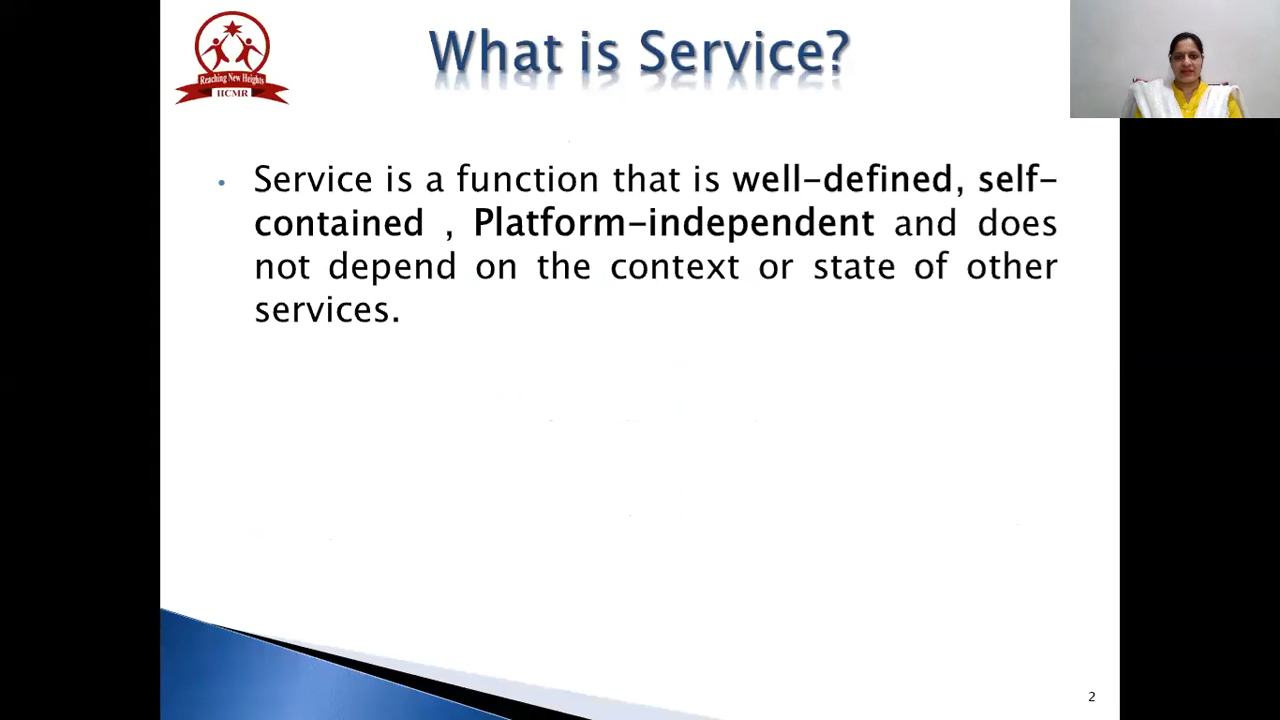 Reaching New Heights
IICMR
What is Service?
• Service is a function that is well-defined, self-
contained , Platform-independent and does
not depend on the context or state of other
services.
2